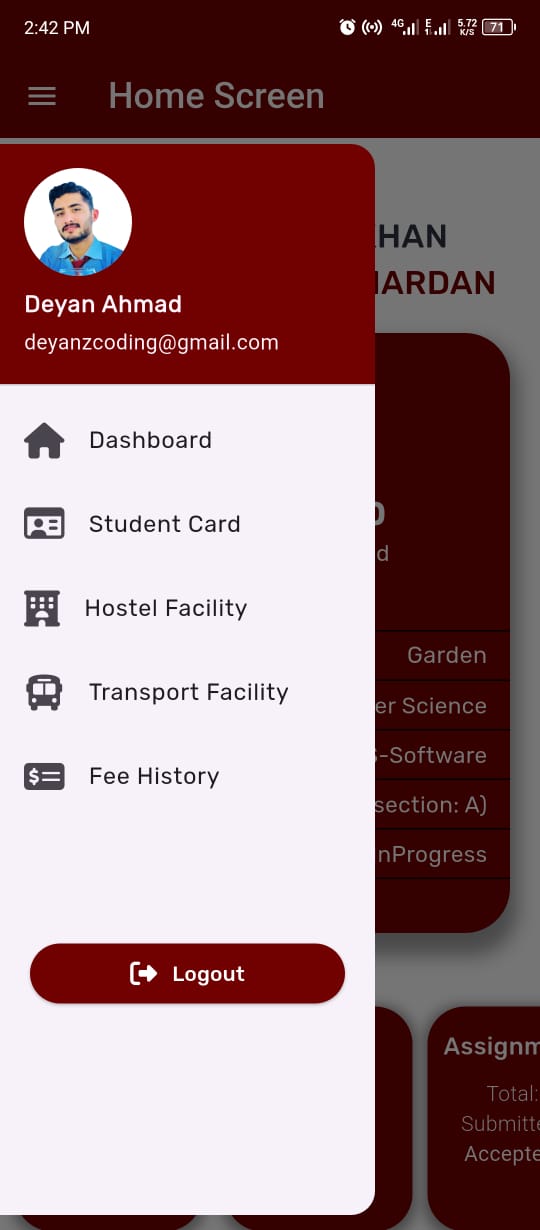 2:42 PM
4G
E
5.72
K/S
71
Home Screen
Deyan Ahmad
deyanzcoding@gmail.com
Dashboard
Student Card
Hostel Facility
Transport Facility
Fee History
Logout
HAN
ARDAN
d
Garden
er Science
-Software
section: A)
nProgress
Assignm
Total:
Submitte
Accepte